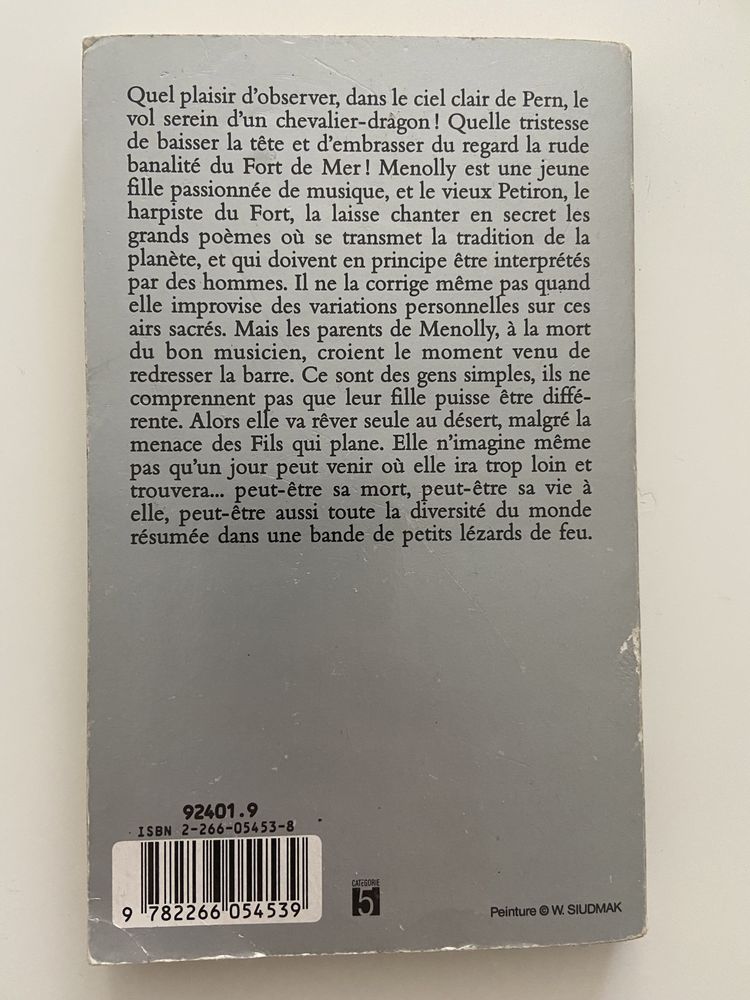 Quel plaisir d'observer, dans le ciel clair de Pern, le
vol serein d'un chevalier-dragon ! Quelle tristesse
de baisser la tête et d'embrasser du regard la rude
banalité du Fort de Mer ! Menolly est une jeune
fille passionnée de musique, et le vieux Petiron, le
harpiste du Fort, la laisse chanter en secret les
grands poèmes où se transmet la tradition de la
planète, et qui doivent en principe être interprétés
par des hommes. Il ne la corrige même pas quand
elle improvise des variations personnelles sur ces
airs sacrés. Mais les parents de Menolly, à la mort
du bon musicien, croient le moment venu de
redresser la barre. Ce sont des gens simples, ils ne
comprennent pas que leur fille puisse être diffé-
rente. Alors elle va rêver seule au désert, malgré la
menace des Fils qui plane. Elle n'imagine même
pas qu'un jour peut venir où elle ira trop loin et
trouvera... peut-être sa mort, peut-être sa vie à
elle, peut-être aussi toute la diversité du monde
résumée dans une bande de petits lézards de feu.
92401.9
ISBN 2-266-05453-8
9 782266 054539
CATÉGORIE
5
Peinture © W. SIUDMAK